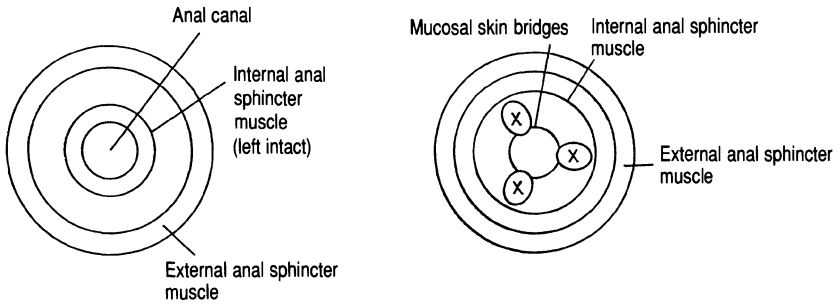 Anal canal
Internal anal
sphincter
muscle
(left intact)
External anal sphincter
muscle
Mucosal skin bridges
Internal anal sphincter
muscle
X
X
X
External anal sphincter
muscle